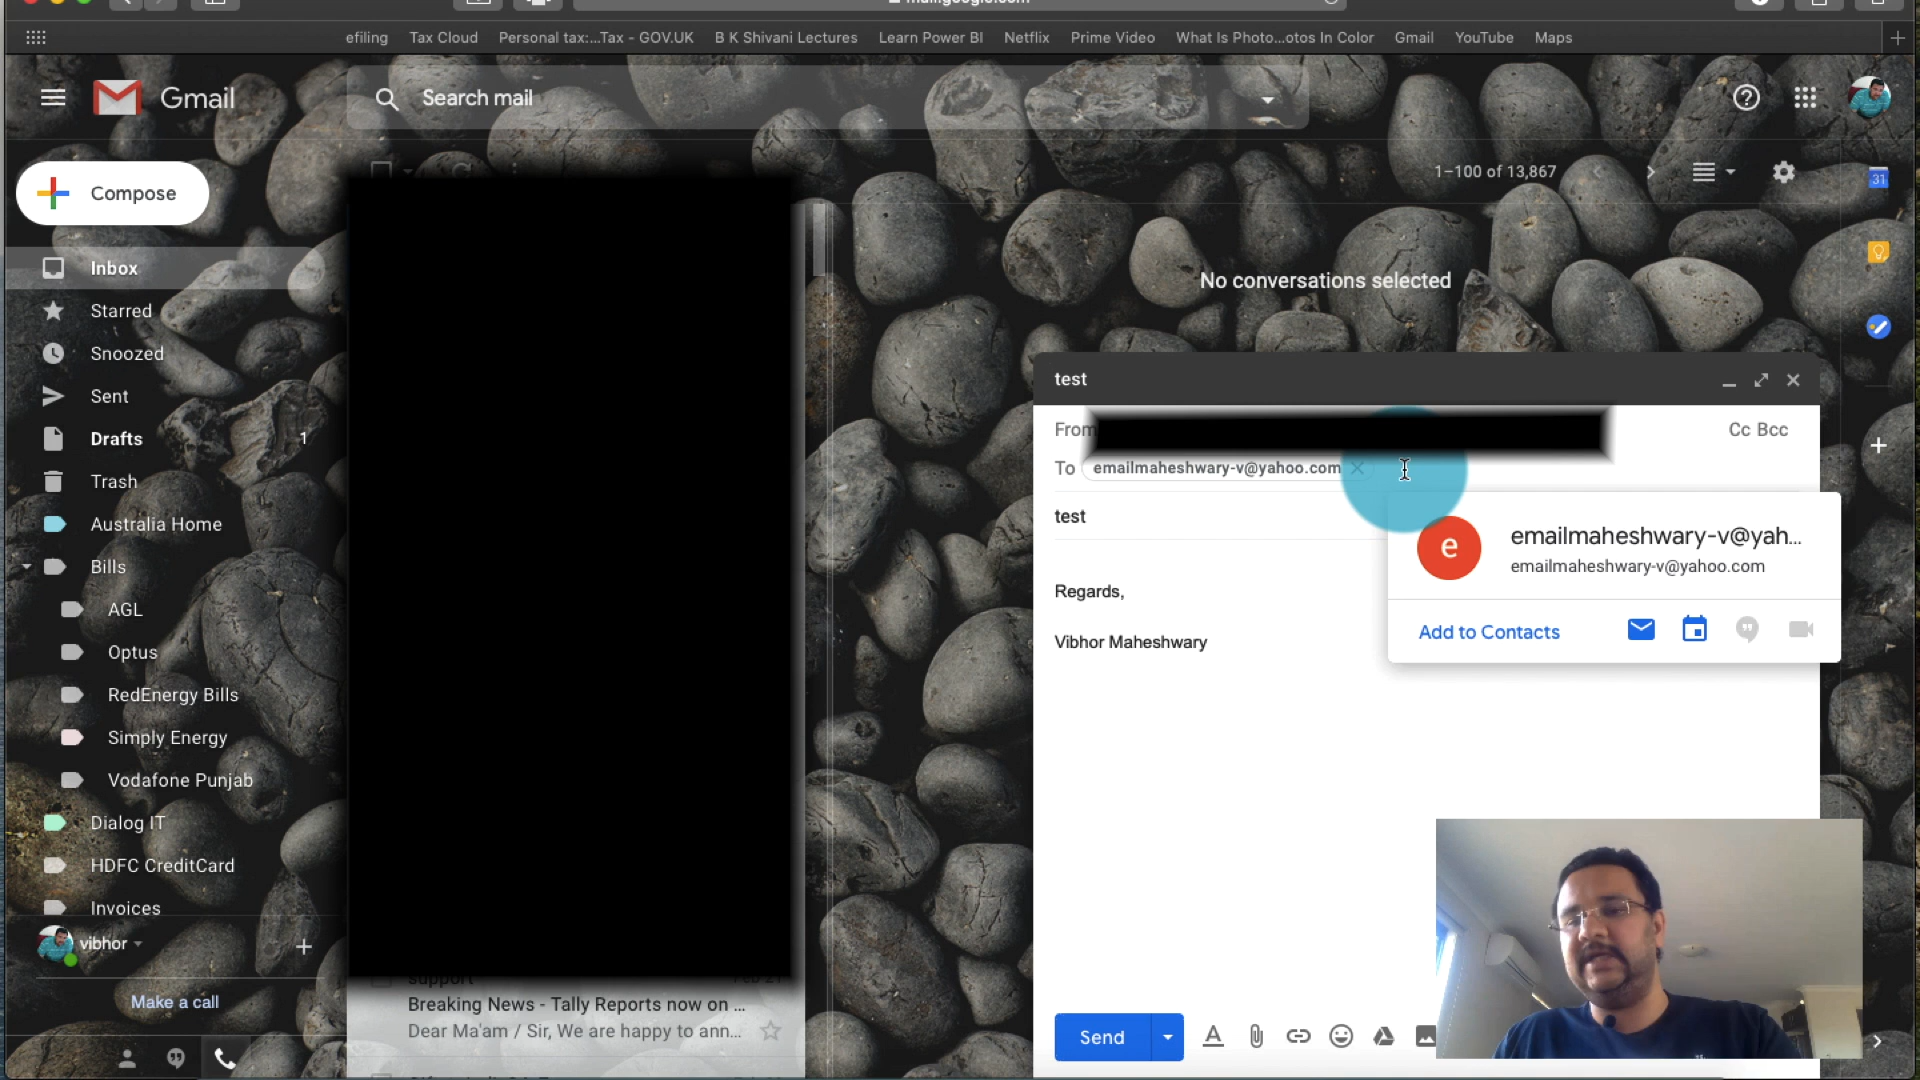 efiling Tax Cloud Personal tax:...Tax - GOV.UK B K Shivani Lectures Learn Power BI Netflix Prime Video What Is Photo...otos In Color Gmail YouTube Maps
Gmail
Search mail
Compose
1–100 of 13,867
31
Inbox
No conversations selected
Starred
Snoozed
Sent
Drafts 1
Trash
Australia Home
Bills
AGL
Optus
RedEnergy Bills
Simply Energy
Vodafone Punjab
Dialog IT
HDFC CreditCard
Invoices
vibhor
Make a call
support
Breaking News - Tally Reports now on ...
Dear Ma'am / Sir, We are happy to ann...
test
From
Cc Bcc
To emailmaheshwary-v@yahoo.com
test
e
emailmaheshwary-v@yah...
emailmaheshwary-v@yahoo.com
Add to Contacts
Regards,
Vibhor Maheshwary
Send